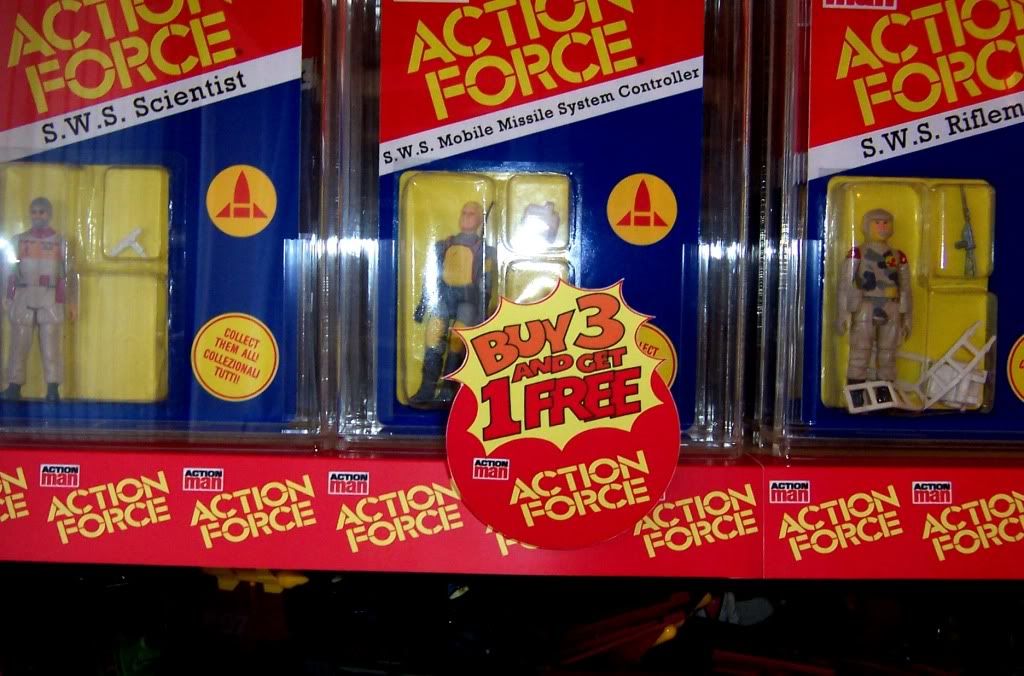 ACTION
FORCE
S.W.S. Scientist
COLLECT
THEM ALL!
COLLEZIONALI
TUTTI!
ACTION
FORCE
S.W.S. Mobile Missile System Controller
man
ACTION
FORCE
S.W.S. Riflem
BUY 3
AND GET
1 FREE
ACTION
man
ACTION
FORCE
ACTION
man
ACTION
FORCE
ACTION
man
ACTION
FORCE
ACTION
man
ACTION
FORCE
ACTION
FORCE
ACTION
man
ACTION
FORCE
ACTION
man
ACTION
FORCE